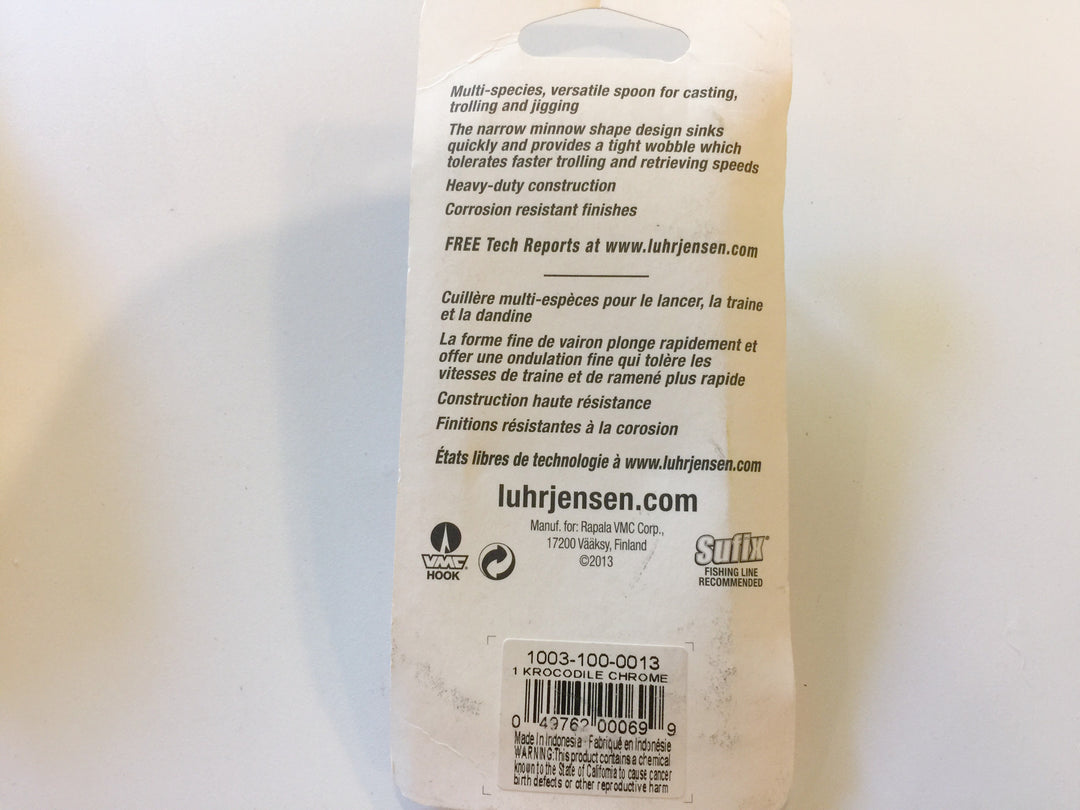 Multi-species, versatile spoon for casting,
trolling and jigging
The narrow minnow shape design sinks
quickly and provides a tight wobble which
tolerates faster trolling and retrieving speeds
Heavy-duty construction
Corrosion resistant finishes
FREE Tech Reports at www.luhrjensen.com
Cuillère multi-espèces pour le lancer, la traine
et la dandine
La forme fine de vairon plonge rapidement et
offer une ondulation fine qui tolère les
vitesses de traine et de ramené plus rapide
Construction haute résistance
Finitions résistantes à la corosion
États libres de technologie à www.luhrjensen.com
luhrjensen.com
Manuf. for: Rapala VMC Corp.,
17200 Vääksy, Finland
©2013
VMC®
HOOK
Sufix®
FISHING LINE
RECOMMENDED
1003-100-0013
1 KROCODILE CHROME
0 49762 00069 9
Made In Indonesia - Fabriqué en Indonésie
WARNING:This product contains a chemical
known to the State of California to cause cancer
birth defects or other reproductive harm